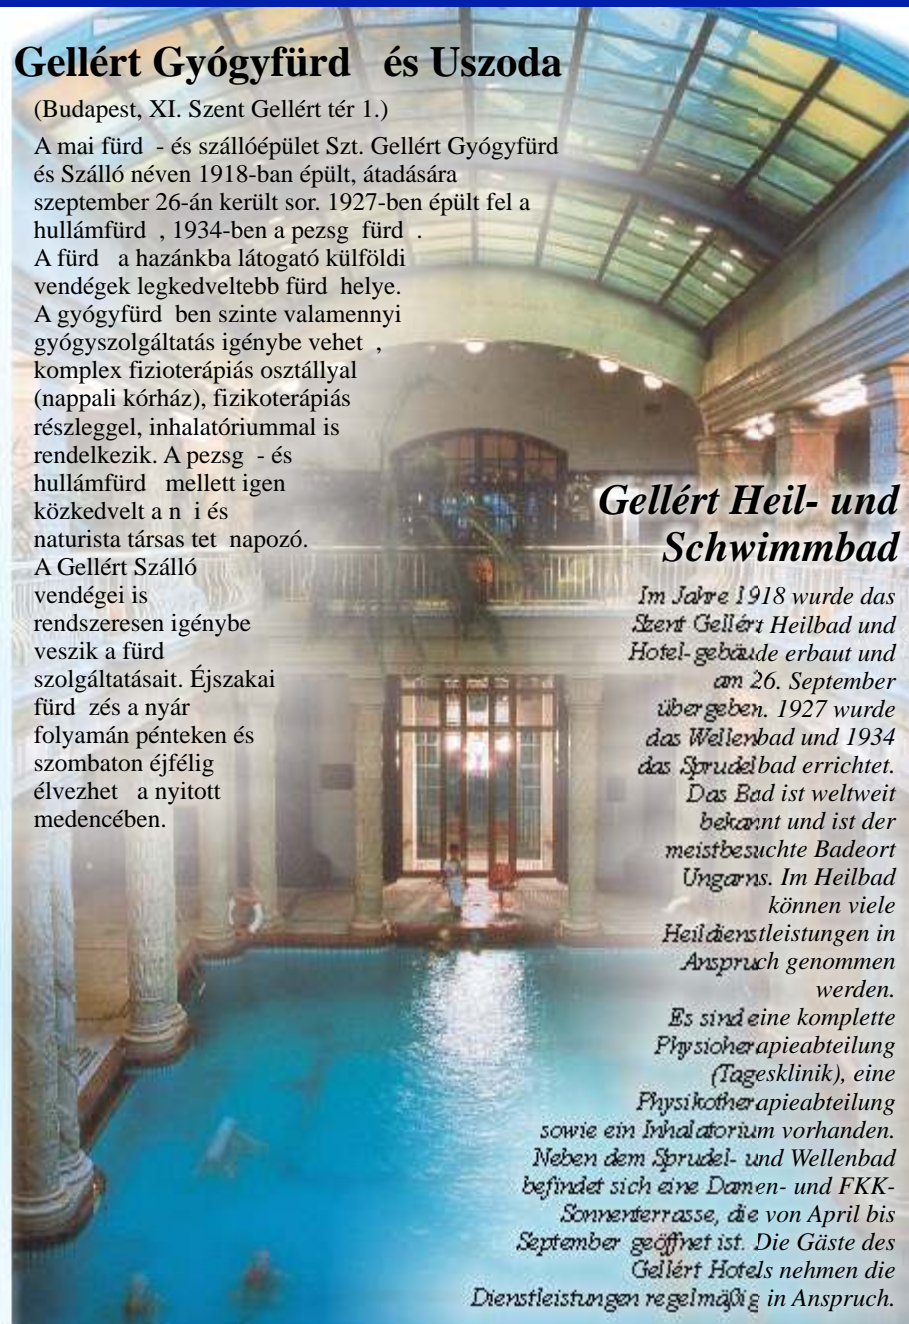 Gellért Gyógyfürd és Uszoda
(Budapest, XI. Szent Gellért tér 1.)
A mai fürd - és szállóépület Szt. Gellért Gyógyfürd
és Szálló néven 1918-ban épült, átadására
szeptember 26-án került sor. 1927-ben épült fel a
hullámfürd , 1934-ben a pezsg fürd .
A fürd a hazánkba látogató külföldi
vendégek legkedveltebb fürd helye.
A gyógyfürd ben szinte valamennyi
gyógyszolgáltatás igénybe vehet ,
komplex fizioterápiás osztállyal
(nappali kórház), fizikoterápiás
részleggel, inhalatóriummal is
rendelkezik. A pezsg - és
hullámfürd mellett igen
közkedvelt a n i és
naturista társas tet napozó.
A Gellért Szálló
vendégei is
rendszeresen igénybe
veszik a fürd
szolgáltatásait. Éjszakai
fürd zés a nyár
folyamán pénteken és
szombaton éjfélig
élvezhet a nyitott
medencében.
Gellért Heil- und
Schwimmbad
Im Jahre 1918 wurde das
Szent Gellért Heilbad und
Hotel-gebäude erbaut und
am 26. September
übergeben. 1927 wurde
das Wellenbad und 1934
das Sprudelbad errichtet.
Das Bad ist weltweit
bekannt und ist der
meistbesuchte Badeort
Ungarns. Im Heilbad
können viele
Heildienstleistungen in
Anspruch genommen
werden.
Es sind eine komplette
Physioherapieabteilung
(Tagesklinik), eine
Physikotherapieabteilung
sowie ein Inhalatorium vorhanden.
Neben dem Sprudel- und Wellenbad
befindet sich eine Damen- und FKK-
Sonnenterrasse, die von April bis
September geöffnet ist. Die Gäste des
Gellért Hotels nehmen die
Dienstleistungen regelmäßig in Anspruch.